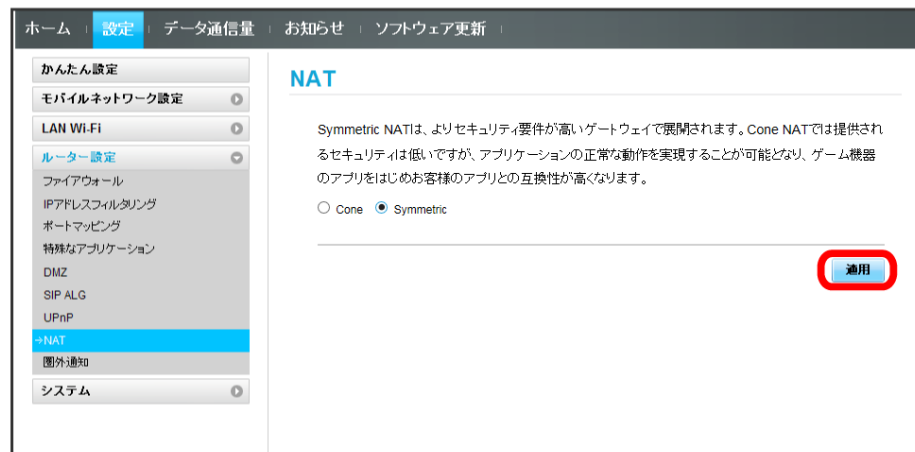 ホーム 設定 データ通信量 お知らせ ソフトウェア更新
かんたん設定
モバイルネットワーク設定
LAN Wi-Fi
ルーター設定
ファイアウォール
IPアドレスフィルタリング
ポートマッピング
特殊なアプリケーション
DMZ
SIP ALG
UPnP
→NAT
圏外通知
システム
NAT
Symmetric NATは、よりセキュリティ要件が高いゲートウェイで展開されます。Cone NATでは提供され
るセキュリティは低いですが、アプリケーションの正常な動作を実現することが可能となり、ゲーム機器
のアプリをはじめお客様のアプリとの互換性が高くなります。
Cone Symmetric
適用